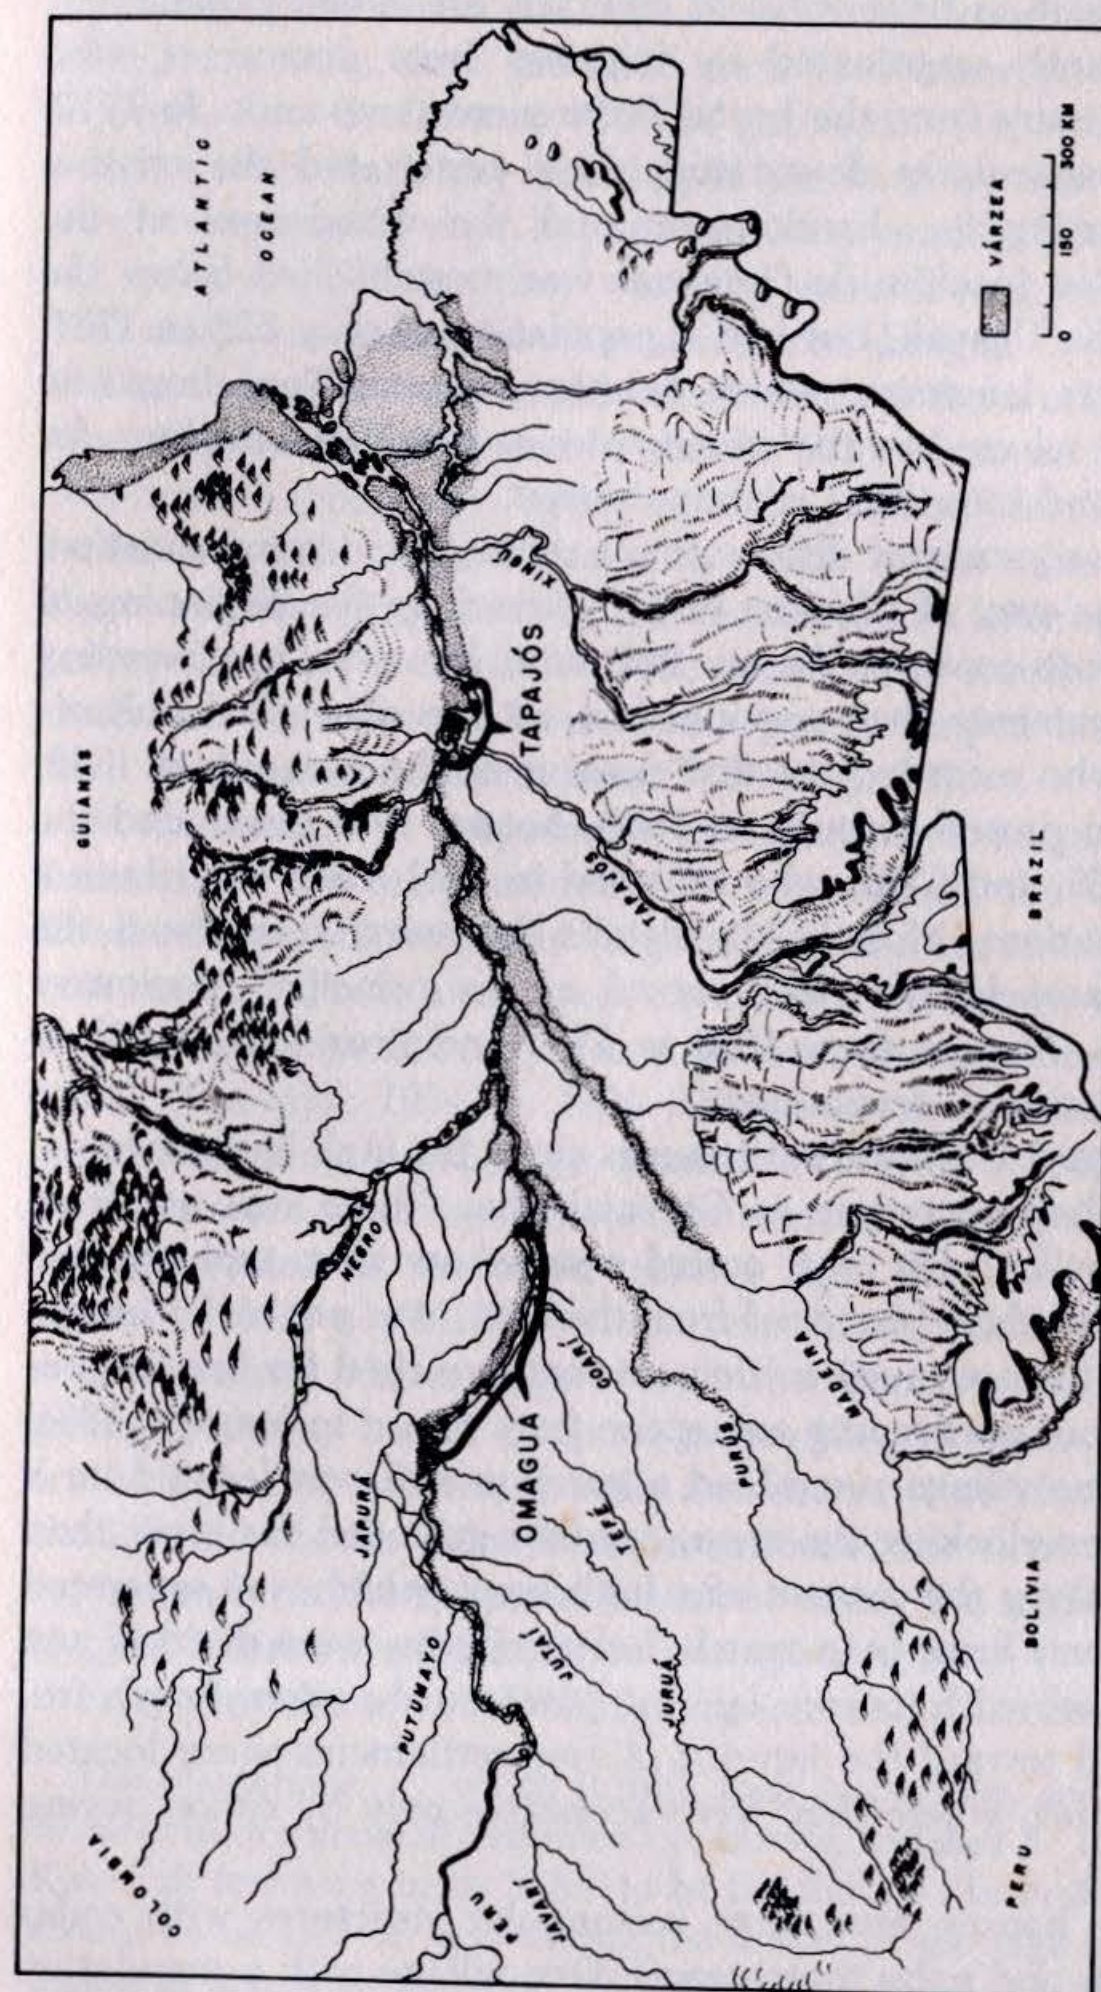 ATLANTIC
OCEAN
GUIANAS
COLOMBIA
NEGRO
JAPURÁ
PUTUMAYO
PERU
JAVARÍ
JUTAÍ
JURUÁ
OMAGUA
TEFÉ
COARÍ
PURÚS
MADEIRA
TAPAJÓS
TAPAJÓS
XINGU
PERU
BOLIVIA
BRAZIL
VÁRZEA
0 150 300 KM